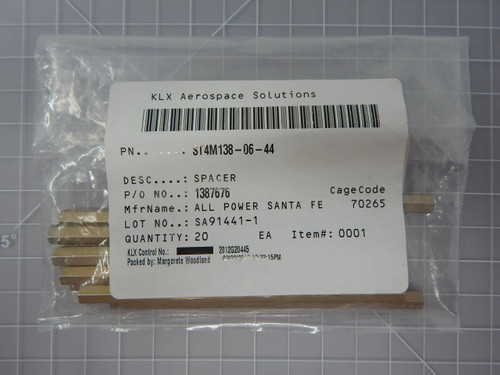 KLX Aerospace Solutions
PN.. ST4M138-06-44
DESC....: SPACER
P/O NO..: 1387676 CageCode
MfrName.: ALL POWER SANTA FE 70265
LOT NO..: SA91441-1
QUANTITY: 20 EA Item#: 0001
KLX Control No.: 2012020445
Packed by: Margarete Woodland
5°